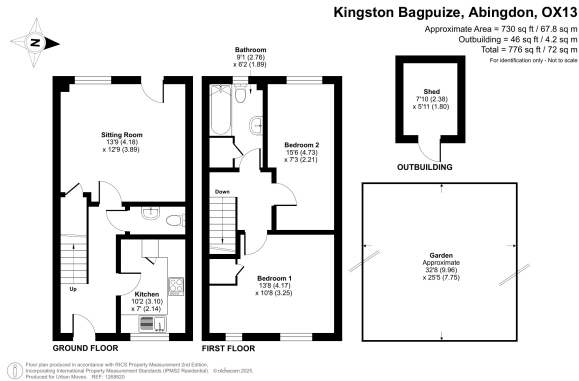 Kingston Bagpuize, Abingdon, OX13
Approximate Area = 730 sq ft / 67.8 sq m
Outbuilding = 46 sq ft / 4.2 sq m
Total = 776 sq ft / 72 sq m
For identification only - Not to scale
N
Bathroom
9'1 (2.76)
x 6'2 (1.89)
Shed
7'10 (2.38)
x 5'11 (1.80)
OUTBUILDING
Sitting Room
13'9 (4.18)
x 12'9 (3.89)
Bedroom 2
15'6 (4.73)
x 7'3 (2.21)
Down
Garden
Approximate
32'8 (9.96)
x 25'5 (7.75)
Up
Kitchen
10'2 (3.10)
x 7' (2.14)
Bedroom 1
13'8 (4.17)
x 10'8 (3.25)
GROUND FLOOR
FIRST FLOOR
Floor plan produced in accordance with RICS Property Measurement 2nd Edition,
Incorporating International Property Measurement Standards (IPMS2 Residential). © nichecom 2025.
Produced for Urban Moves. REF: 1268820